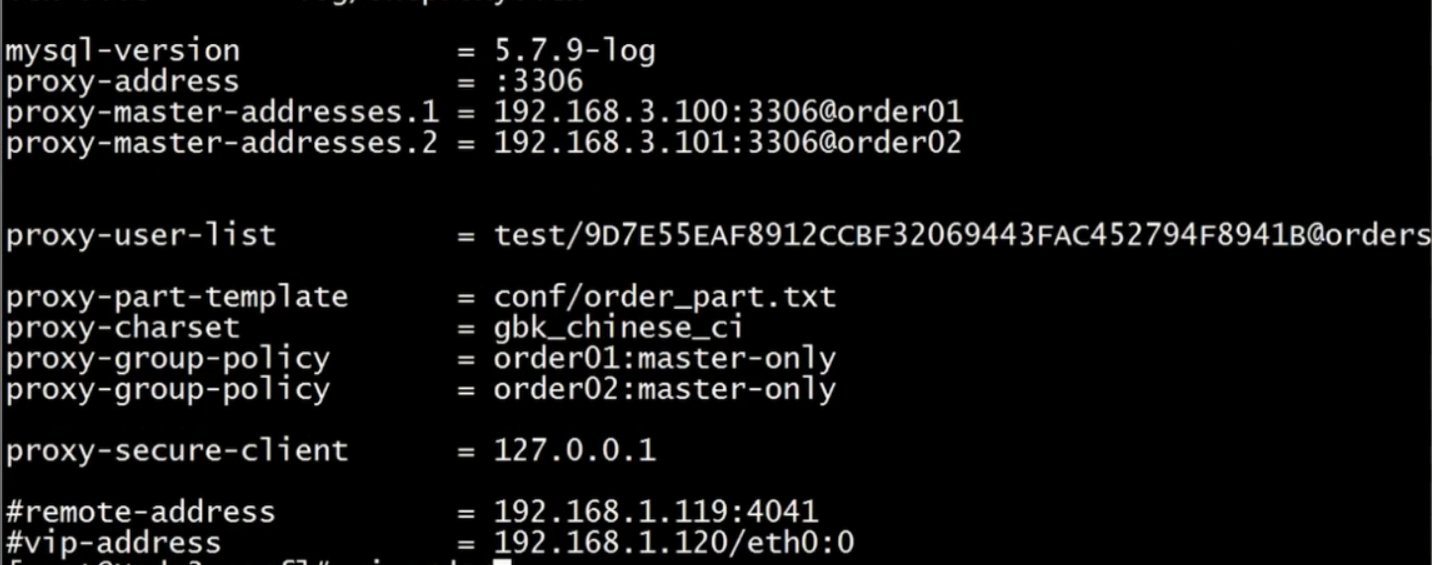 mysql-version = 5.7.9-log
proxy-address = :3306
proxy-master-addresses.1 = 192.168.3.100:3306@order01
proxy-master-addresses.2 = 192.168.3.101:3306@order02
proxy-user-list = test/9D7E55EAF8912CCBF32069443FAC452794F8941B@orders
proxy-part-template = conf/order_part.txt
proxy-charset = gbk_chinese_ci
proxy-group-policy = order01:master-only
proxy-group-policy = order02:master-only
proxy-secure-client = 127.0.0.1
#remote-address = 192.168.1.119:4041
#vip-address = 192.168.1.120/eth0:0